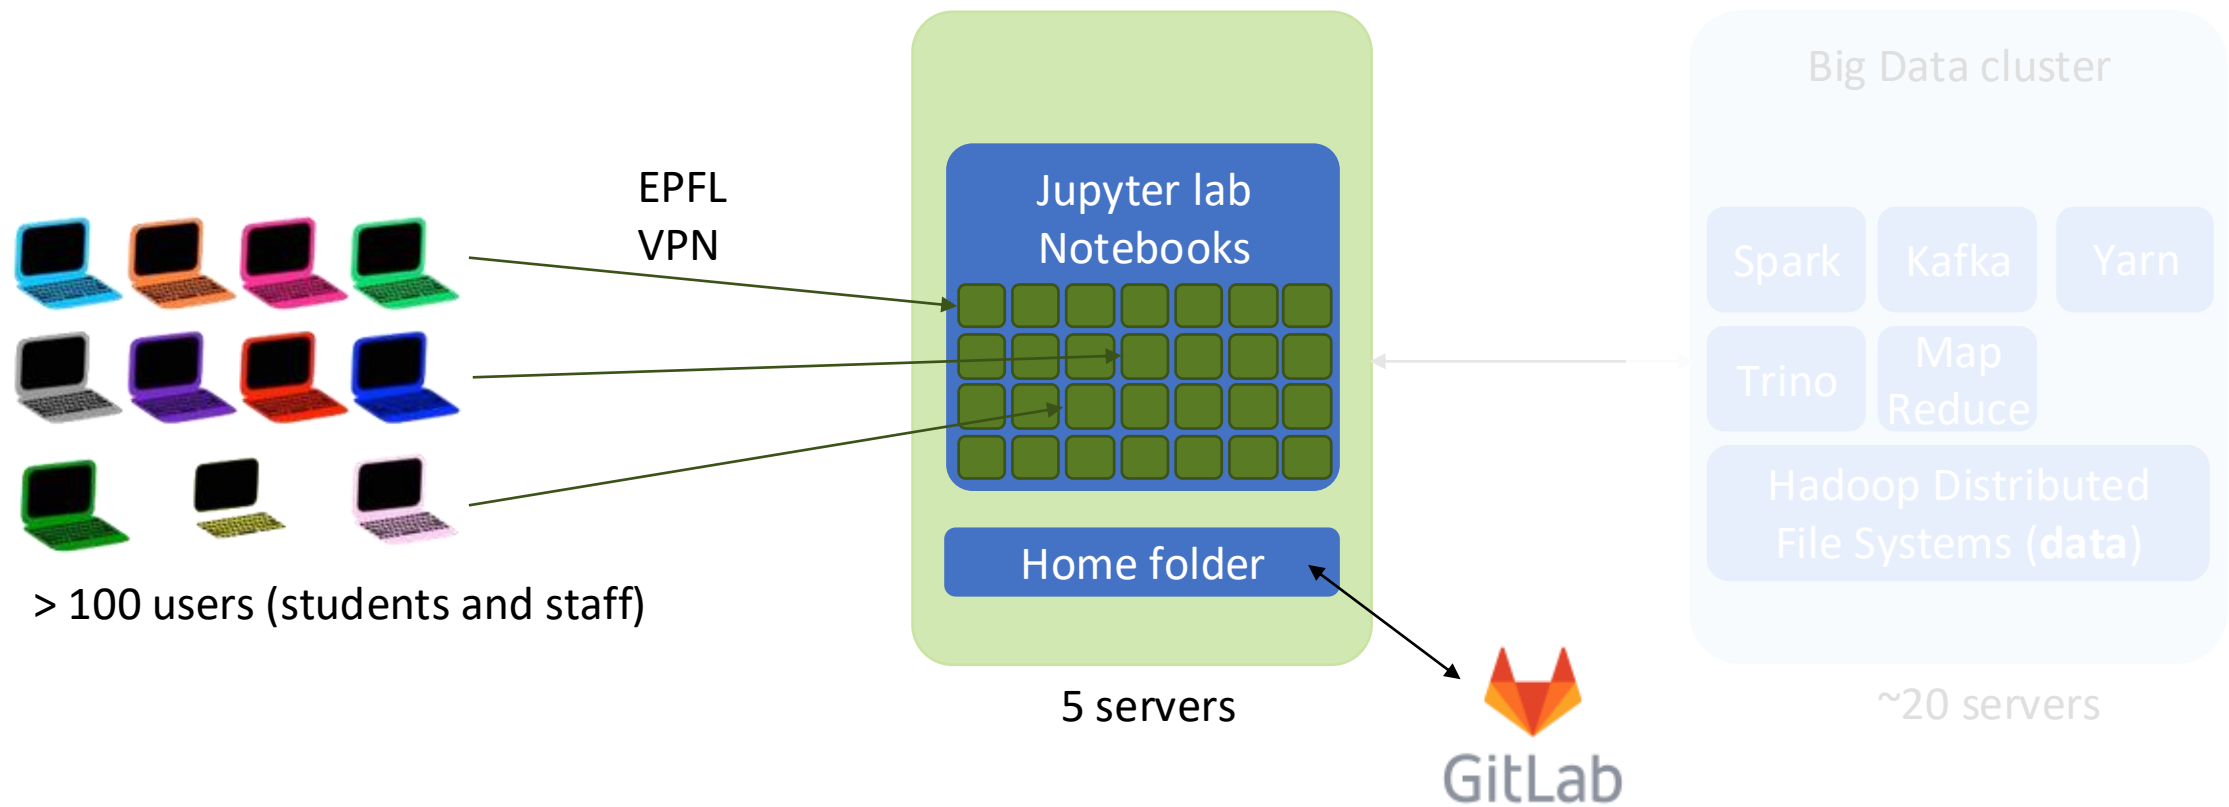 Big Data cluster
EPFL
VPN
Jupyter lab
Notebooks
Spark
Kafka
Yarn
Trino
Map
Reduce
Hadoop Distributed
File Systems (data)
Home folder
> 100 users (students and staff)
5 servers
~20 servers
GitLab